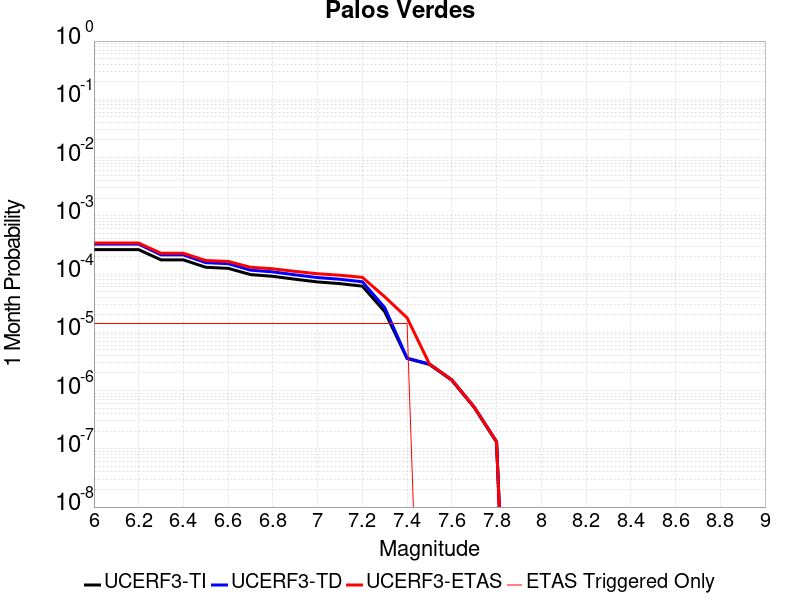 Palos Verdes
1 Month Probability
10^0
10^-1
10^-2
10^-3
10^-4
10^-5
10^-6
10^-7
10^-8
6 6.2 6.4 6.6 6.8 7 7.2 7.4 7.6 7.8 8 8.2 8.4 8.6 8.8 9
Magnitude
UCERF3-TI UCERF3-TD UCERF3-ETAS ETAS Triggered Only